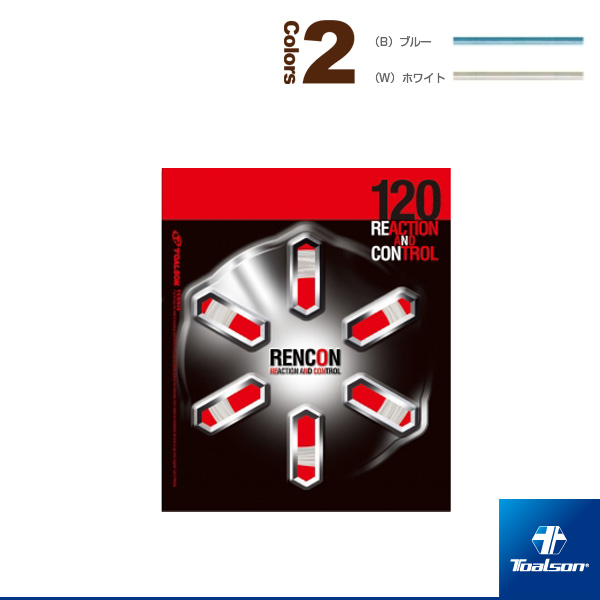 Colors 2
(B) ブルー
(W) ホワイト
120
REACTION
AND
CONTROL
TOALSON
RENCON
REACTION AND CONTROL
Toalson®